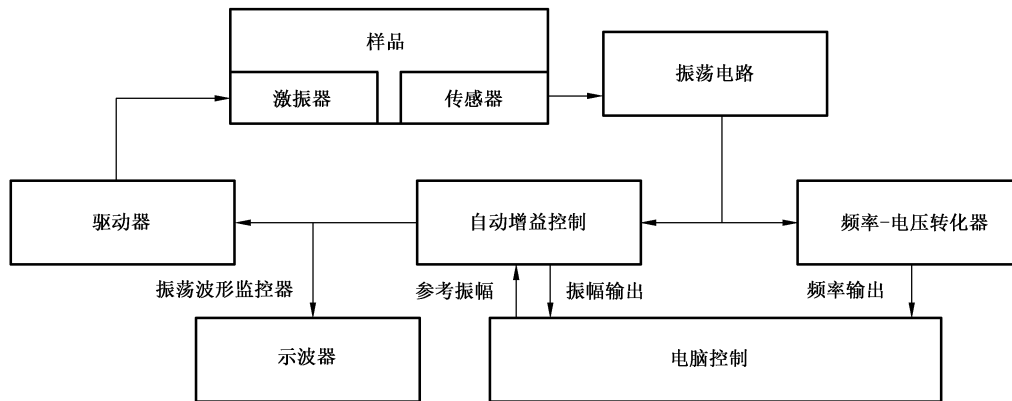 样品
激振器
传感器
振荡电路
驱动器
自动增益控制
频率-电压转化器
振荡波形监控器
参考振幅
振幅输出
频率输出
示波器
电脑控制